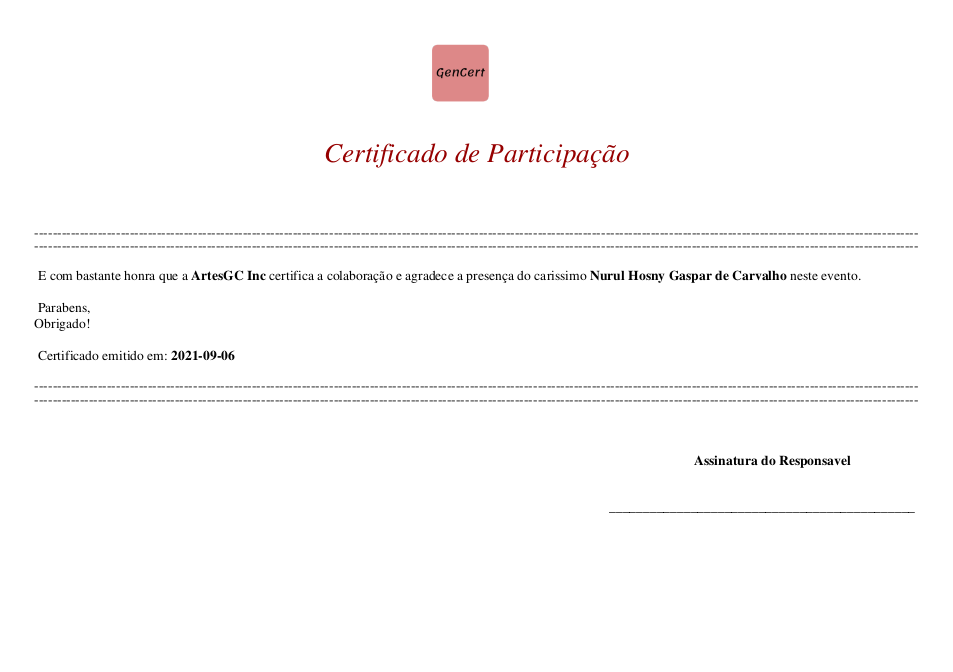 GenCert
Certificado de Participação
--------------------------------------------------------------------------------------------------------------------------------------------------------------------------------------------------------
--------------------------------------------------------------------------------------------------------------------------------------------------------------------------------------------------------
E com bastante honra que a ArtesGC Inc certifica a colaboração e agradece a presença do carissimo Nurul Hosny Gaspar de Carvalho neste evento.
Parabens,
Obrigado!
Certificado emitido em: 2021-09-06
--------------------------------------------------------------------------------------------------------------------------------------------------------------------------------------------------------
--------------------------------------------------------------------------------------------------------------------------------------------------------------------------------------------------------
Assinatura do Responsavel
______________________________________________